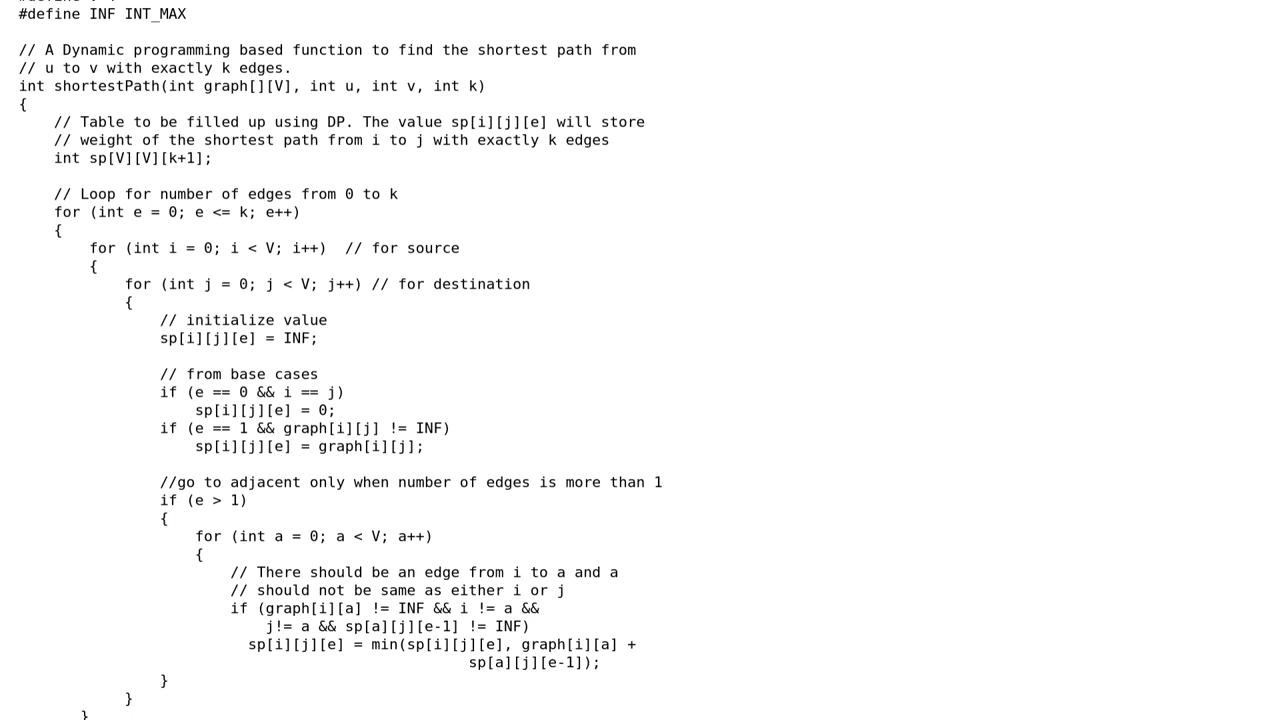 #define INF INT_MAX
// A Dynamic programming based function to find the shortest path from
// u to v with exactly k edges.
int shortestPath(int graph[][V], int u, int v, int k)
{
    // Table to be filled up using DP. The value sp[i][j][e] will store
    // weight of the shortest path from i to j with exactly k edges
    int sp[V][V][k+1];
    // Loop for number of edges from 0 to k
    for (int e = 0; e <= k; e++)
    {
        for (int i = 0; i < V; i++)  // for source
        {
            for (int j = 0; j < V; j++) // for destination
            {
                // initialize value
                sp[i][j][e] = INF;
                // from base cases
                if (e == 0 && i == j)
                    sp[i][j][e] = 0;
                if (e == 1 && graph[i][j] != INF)
                    sp[i][j][e] = graph[i][j];
                //go to adjacent only when number of edges is more than 1
                if (e > 1)
                {
                    for (int a = 0; a < V; a++)
                    {
                        // There should be an edge from i to a and a
                        // should not be same as either i or j
                        if (graph[i][a] != INF && i != a &&
                            j!= a && sp[a][j][e-1] != INF)
                          sp[i][j][e] = min(sp[i][j][e], graph[i][a] +
                                                   sp[a][j][e-1]);
                }
            }
       }